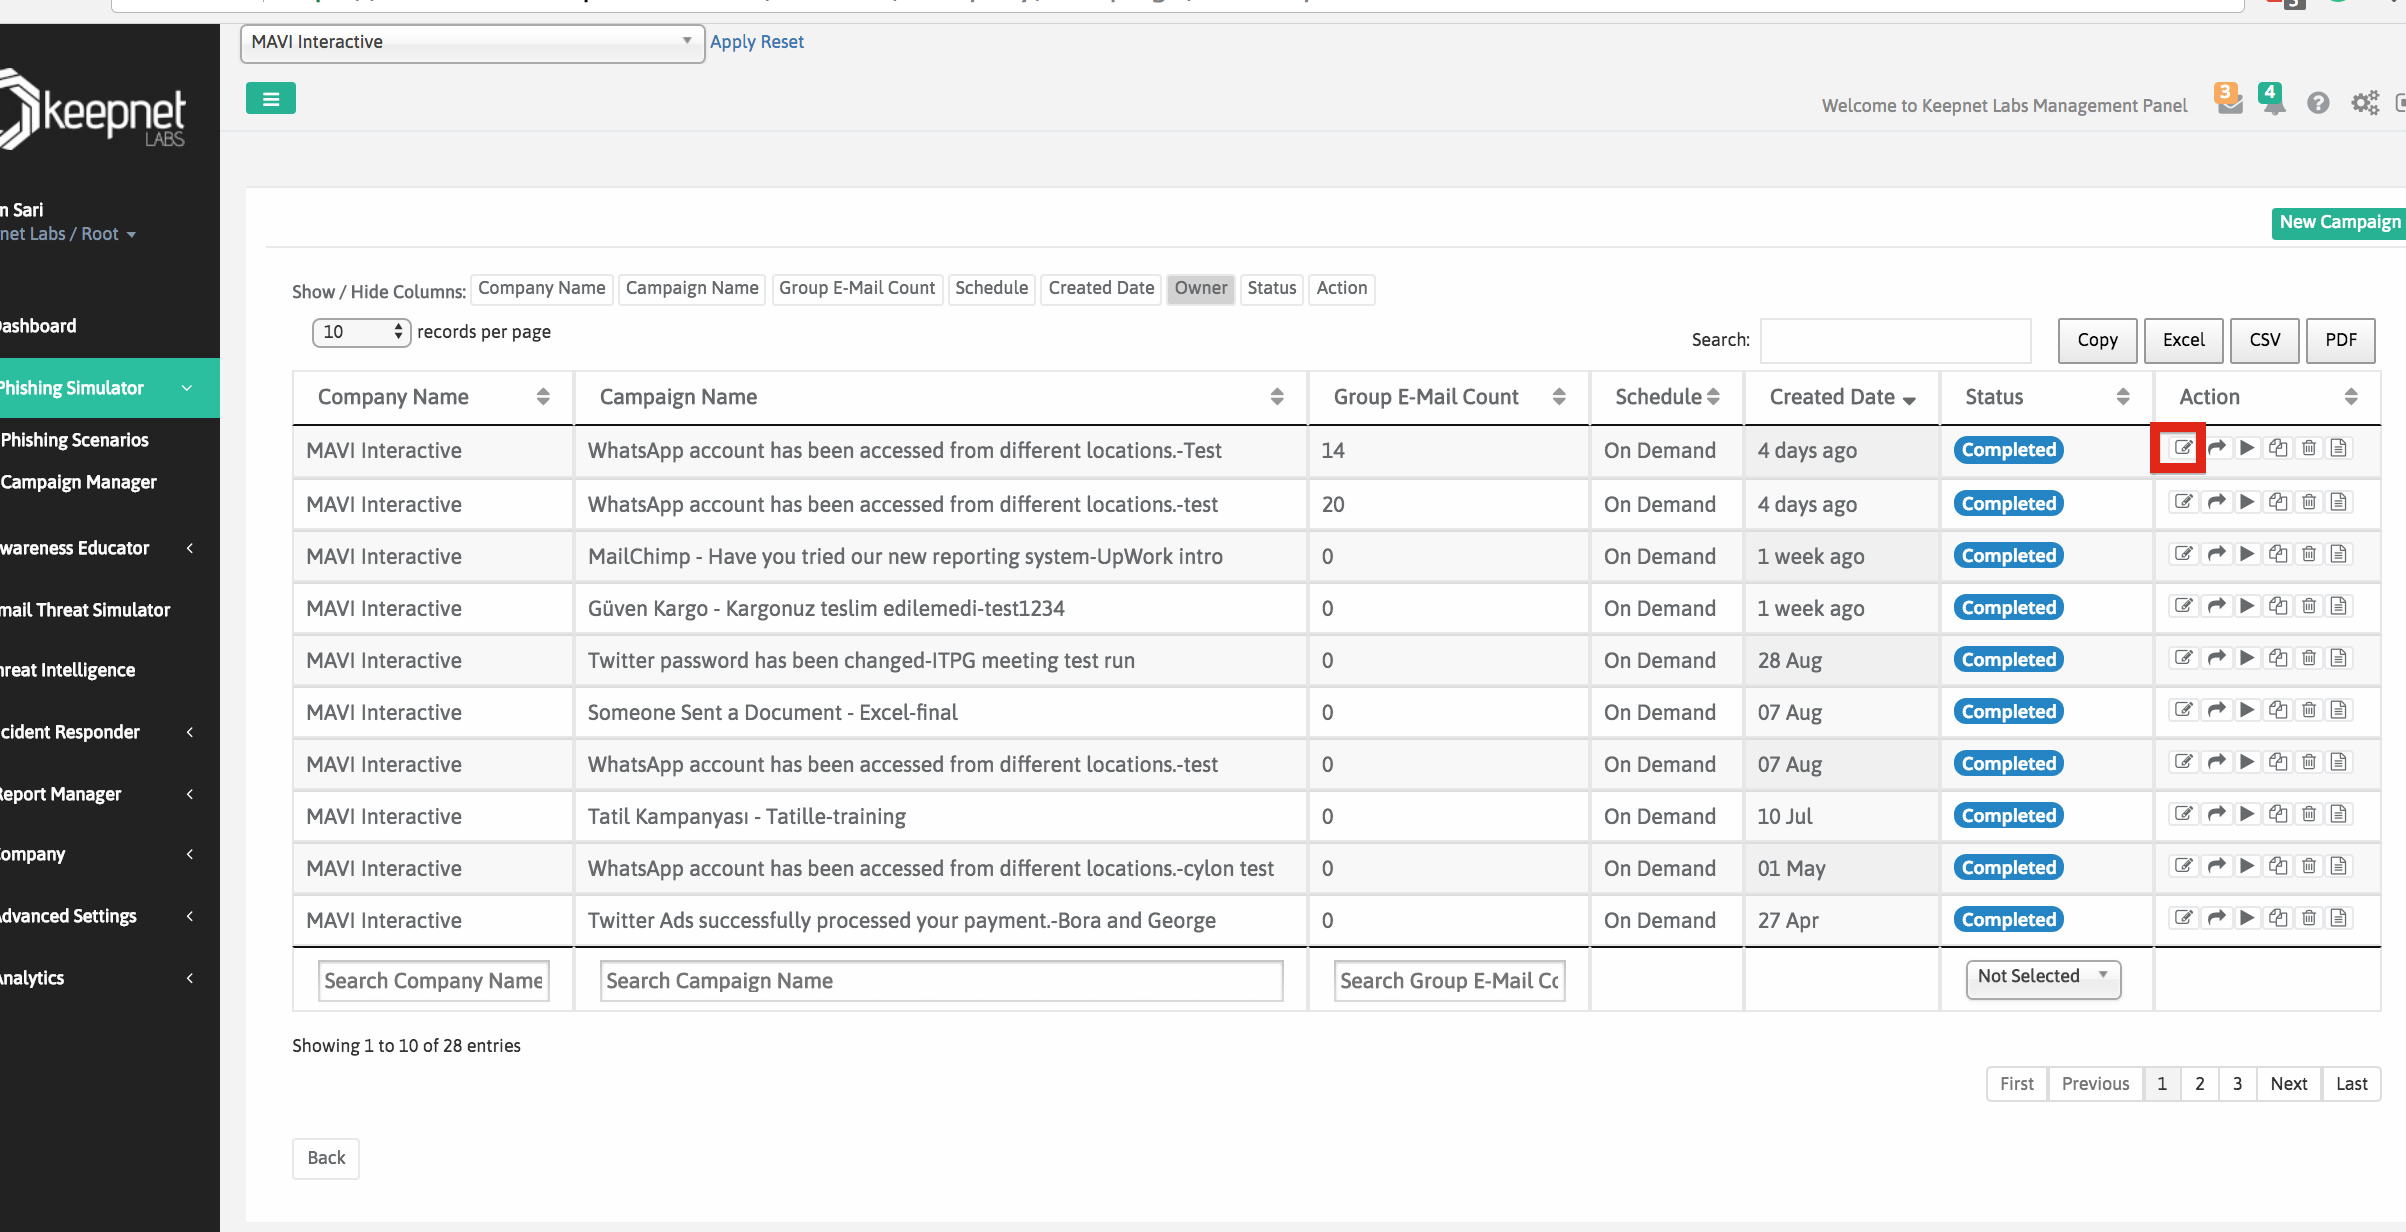 MAVI Interactive Apply Reset
keepnet
LABS
Welcome to Keepnet Labs Management Panel 3 4
n Sari
net Labs / Root
New Campaign
Show / Hide Columns: Company Name Campaign Name Group E-Mail Count Schedule Created Date Owner Status Action
10 records per page
Search: Copy Excel CSV PDF
Dashboard
Phishing Simulator
Phishing Scenarios
Campaign Manager
wareness Educator
mail Threat Simulator
hreat Intelligence
cident Responder
Report Manager
ompany
Advanced Settings
Analytics
Company Name Campaign Name Group E-Mail Count Schedule Created Date Status Action
MAVI Interactive WhatsApp account has been accessed from different locations.-Test 14 On Demand 4 days ago Completed
MAVI Interactive WhatsApp account has been accessed from different locations.-test 20 On Demand 4 days ago Completed
MAVI Interactive MailChimp - Have you tried our new reporting system-UpWork intro 0 On Demand 1 week ago Completed
MAVI Interactive Güven Kargo - Kargonuz teslim edilemedi-test1234 0 On Demand 1 week ago Completed
MAVI Interactive Twitter password has been changed-ITPG meeting test run 0 On Demand 28 Aug Completed
MAVI Interactive Someone Sent a Document - Excel-final 0 On Demand 07 Aug Completed
MAVI Interactive WhatsApp account has been accessed from different locations.-test 0 On Demand 07 Aug Completed
MAVI Interactive Tatil Kampanyası - Tatille-training 0 On Demand 10 Jul Completed
MAVI Interactive WhatsApp account has been accessed from different locations.-cylon test 0 On Demand 01 May Completed
MAVI Interactive Twitter Ads successfully processed your payment.-Bora and George 0 On Demand 27 Apr Completed
Search Company Name Search Campaign Name Search Group E-Mail Co Not Selected
Showing 1 to 10 of 28 entries
First Previous 1 2 3 Next Last
Back